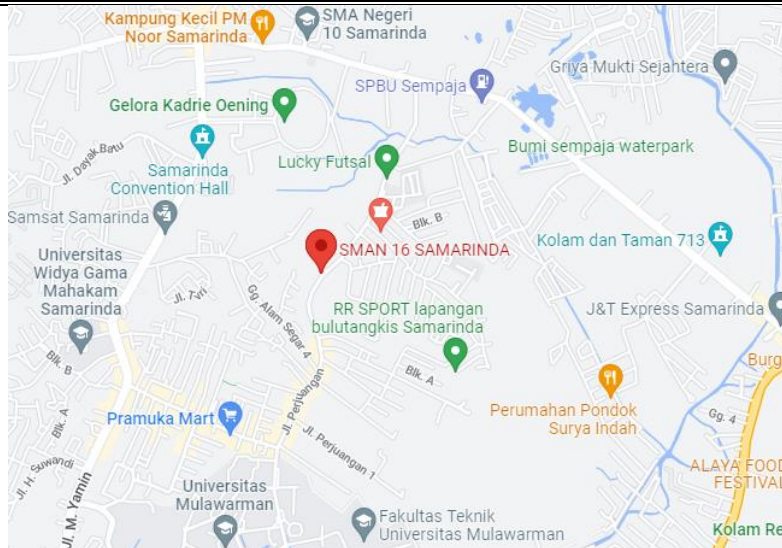 Kampung Kecil PM
Noor Samarinda
SMA Negeri
10 Samarinda
Griya Mukti Sejahtera
SPBU Sempaja
Gelora Kadrie Oening
Bumi sempaja waterpark
Jl. Dayak Batu
Lucky Futsal
Samarinda
Convention Hall
Samsat Samarinda
Blk. B
SMAN 16 SAMARINDA
Kolam dan Taman 713
Universitas
Widya Gama
Mahakam
Samarinda
Jl. Tvri
Gg. Alam Segar 4
RR SPORT lapangan
bulutangkis Samarinda
J&T Express Samarinda
Blk. B
Blk. A
Burg
Jl. Perjuangan
Perumahan Pondok
Surya Indah
Gg. 4
Pramuka Mart
Blk. A
Jl. Perjuangan 1
Jl. H. Suwandi
ALAYA FOOD
FESTIVAL
Universitas
Mulawarman
Jl. M. Yamin
Fakultas Teknik
Universitas Mulawarman
Kolam Re